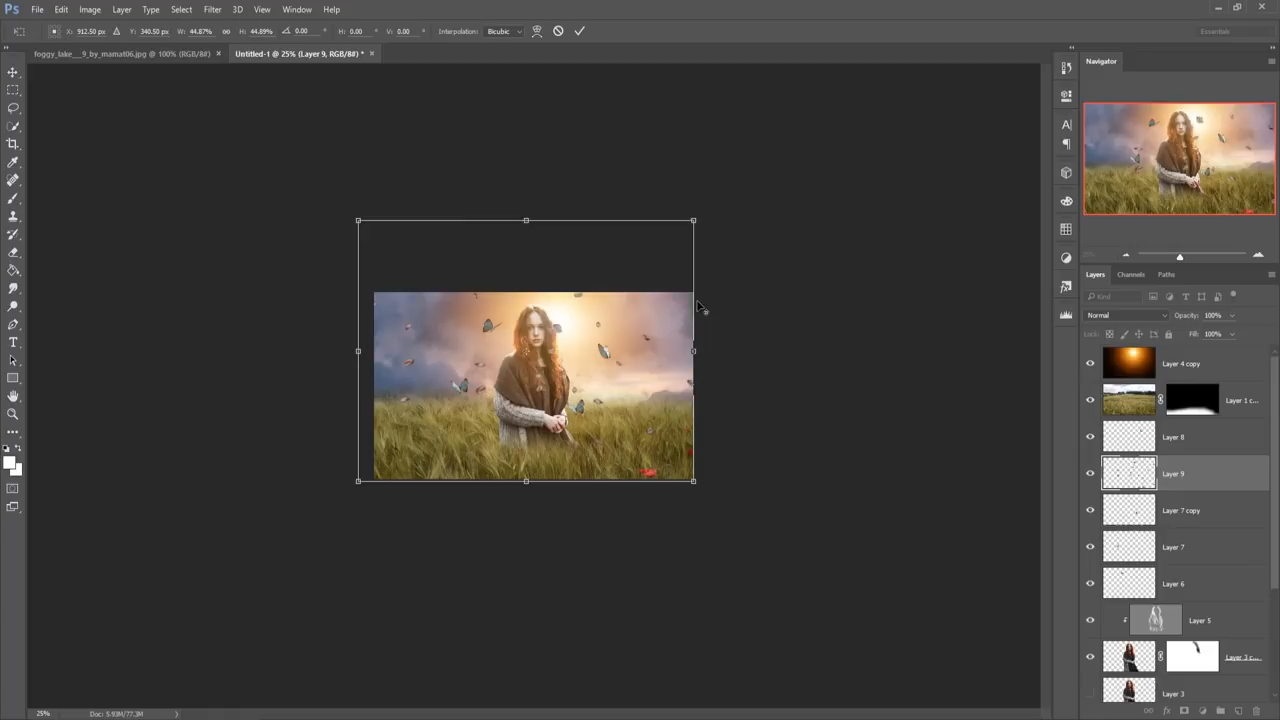 Ps File Edit Image Layer Type Select Filter 3D View Window Help
X: 912.50 px Y: 340.50 px W: 44.87% H: 44.89% 0.00 ° H: 0.00 ° V: 0.00 ° Interpolation: Bicubic Essentials
foggy_lake___9_by_mamat06.jpg @ 100% (RGB/8#) × Untitled-1 @ 25% (Layer 9, RGB/8#) * ×
Navigator
Layers Channels Paths
Kind
Normal Opacity: 100%
Lock: Fill: 100%
Layer 4 copy
Layer 1 c...
Layer 8
Layer 9
Layer 7 copy
Layer 7
Layer 6
Layer 5
Layer 3 c...
Layer 3
25% Doc: 5.93M/77.3M